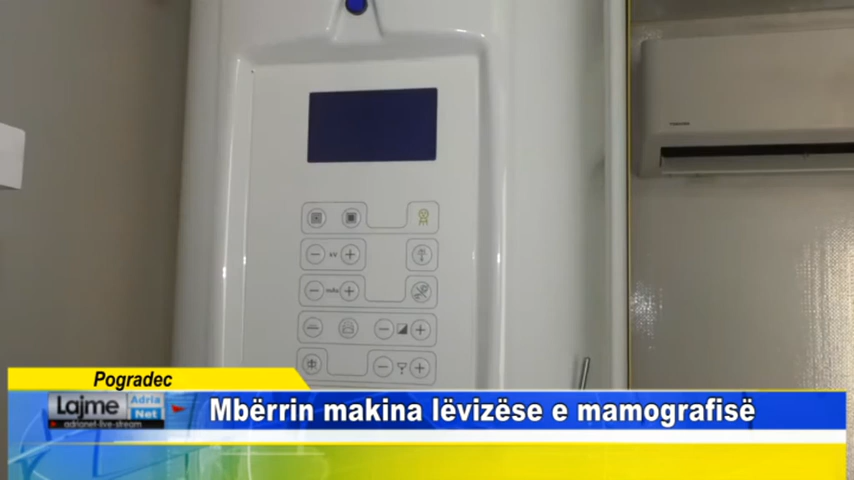 kV
mAs
Pogradec
Lajme Adria Net
adrianet-live-stream
Mbërrin makina lëvizëse e mamografisë